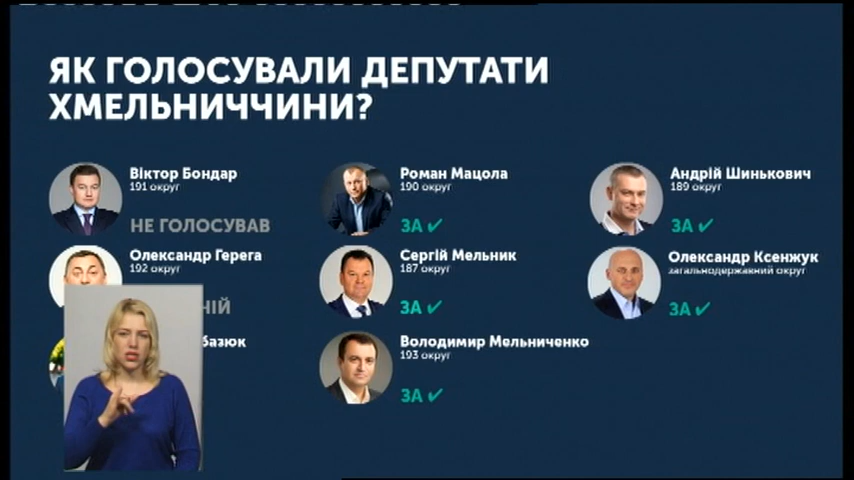 ЯК ГОЛОСУВАЛИ ДЕПУТАТИ
ХМЕЛЬНИЧЧИНИ?
Віктор Бондар
191 округ
НЕ ГОЛОСУВАВ
Роман Мацола
190 округ
ЗА ✔
Андрій Шинькович
189 округ
ЗА ✔
Олександр Герега
192 округ
НІЙ
Сергій Мельник
187 округ
ЗА ✔
Олександр Ксенжук
загальнодержавний округ
ЗА ✔
базюк
Володимир Мельниченко
193 округ
ЗА ✔